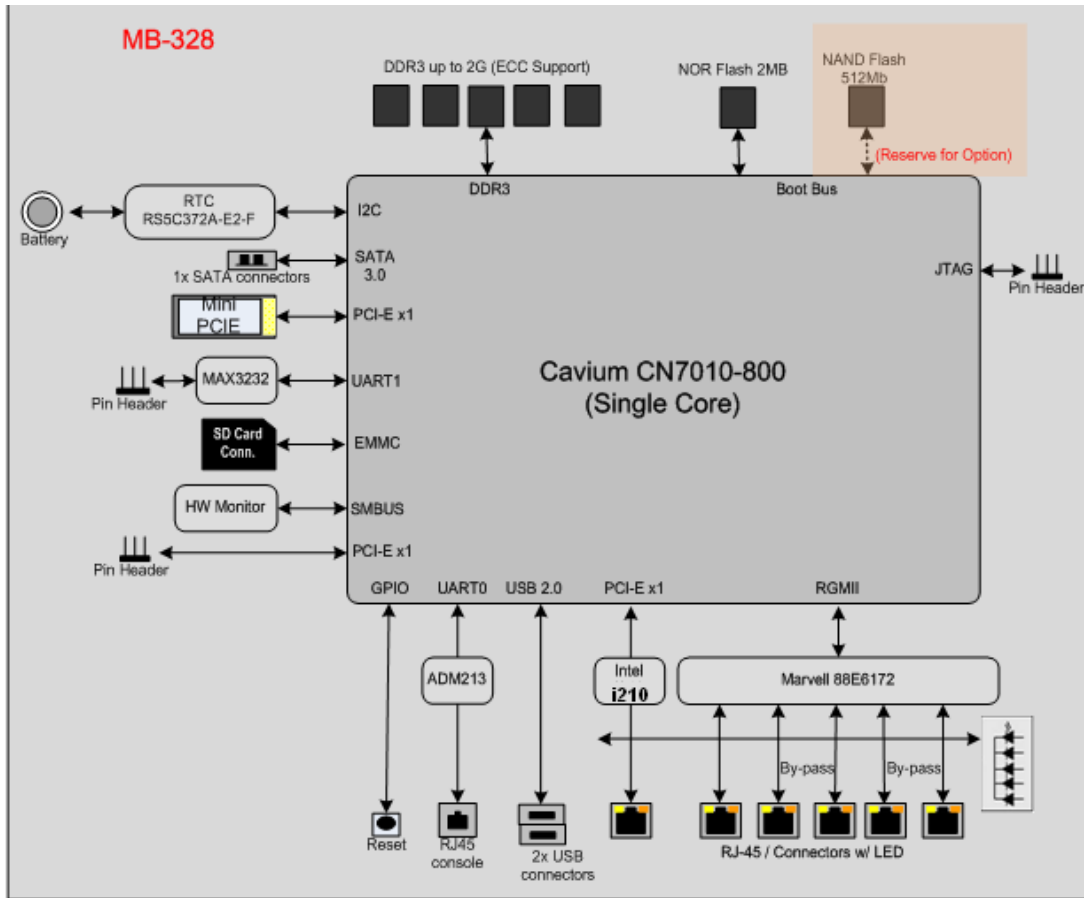 MB-328
DDR3 up to 2G (ECC Support)
NOR Flash 2MB
NAND Flash
512Mb
(Reserve for Option)
DDR3
Boot Bus
Battery
RTC
RS5C372A-E2-F
I2C
1x SATA connectors
SATA
3.0
JTAG
Pin Header
Mini
PCIE
PCI-E x1
Cavium CN7010-800
(Single Core)
Pin Header
MAX3232
UART1
SD Card
Conn.
EMMC
HW Monitor
SMBUS
Pin Header
PCI-E x1
GPIO
UART0
USB 2.0
PCI-E x1
RGMII
ADM213
Intel
i210
Marvell 88E6172
By-pass
By-pass
Reset
RJ45
console
2x USB
connectors
RJ-45 / Connectors w/ LED